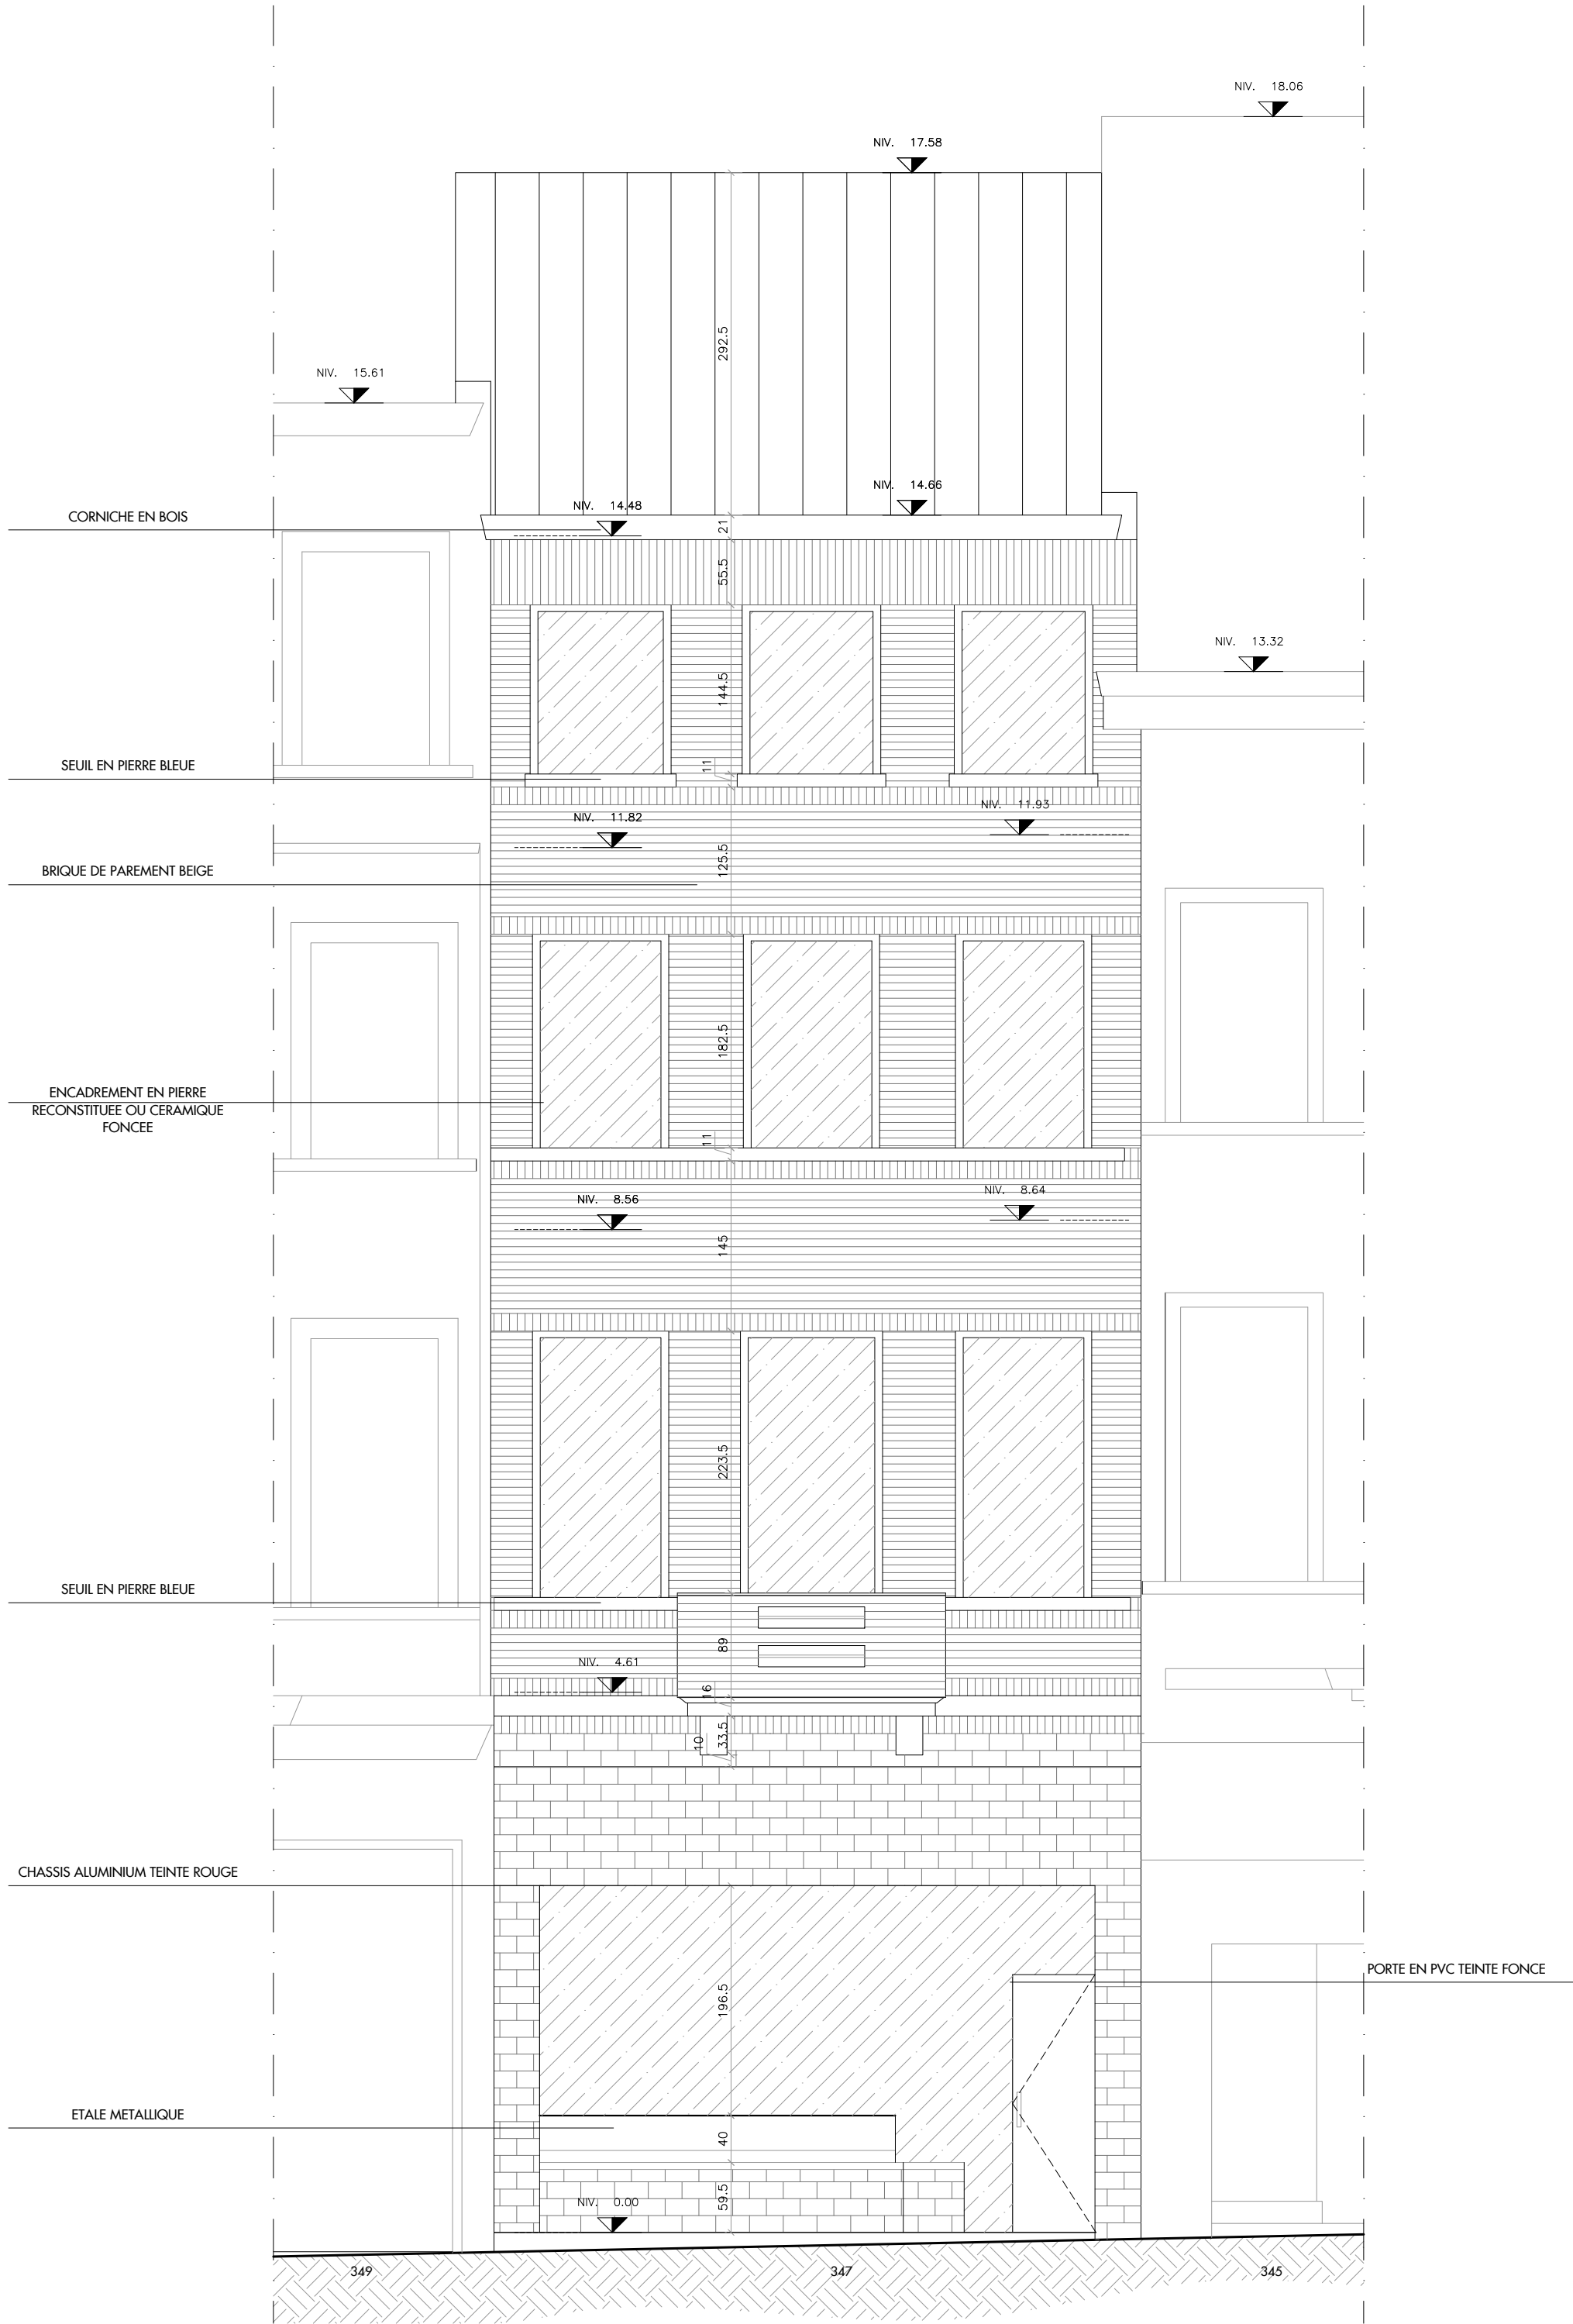 NIV. 18.06
NIV. 17.58
292.5
NIV. 15.61
NIV. 14.48
NIV. 14.66
CORNICHE EN BOIS
21
55.5
NIV. 13.32
144.5
SEUIL EN PIERRE BLEUE
11
NIV. 11.82
NIV. 11.93
BRIQUE DE PAREMENT BEIGE
125.5
182.5
ENCADREMENT EN PIERRE
RECONSTITUEE OU CERAMIQUE
FONCEE
11
NIV. 8.56
NIV. 8.64
145
223.5
SEUIL EN PIERRE BLEUE
89
NIV. 4.61
16
10
33.5
CHASSIS ALUMINIUM TEINTE ROUGE
PORTE EN PVC TEINTE FONCE
196.5
ETALE METALLIQUE
40
59.5
NIV. 0.00
349
347
345